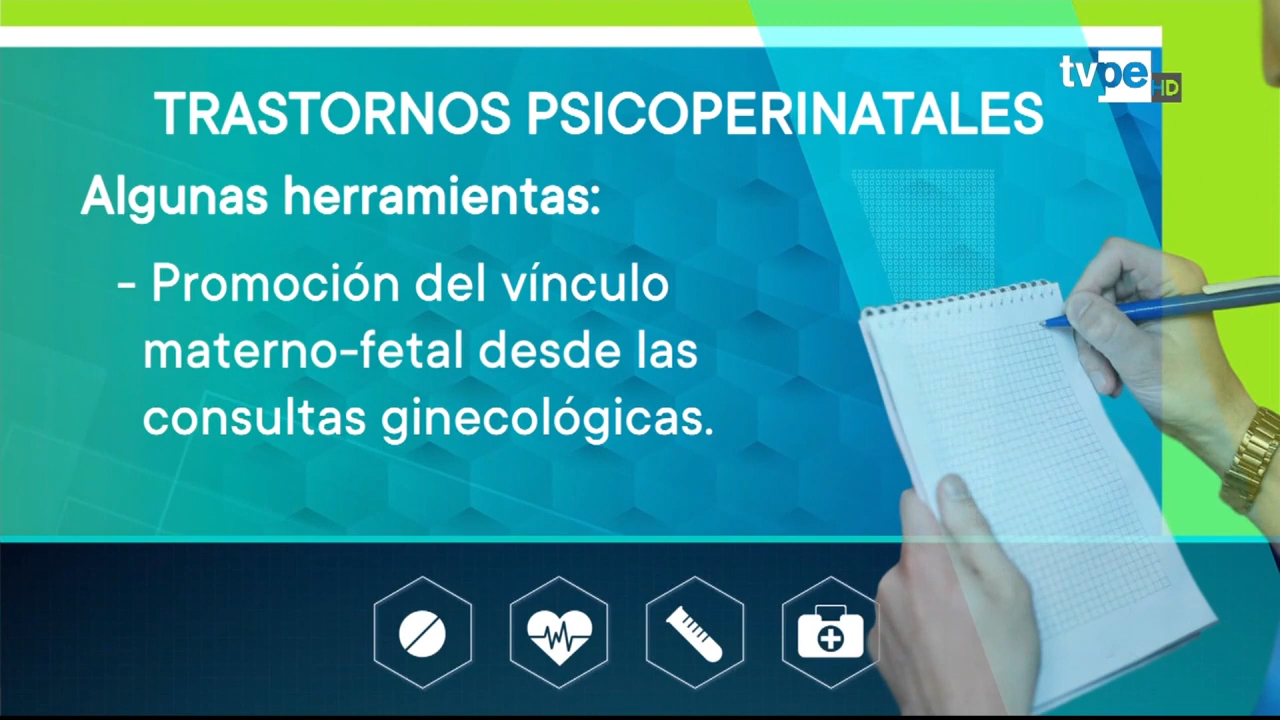 tvpe HD
TRASTORNOS PSICOPERINATALES
Algunas herramientas:
- Promoción del vínculo
materno-fetal desde las
consultas ginecológicas.